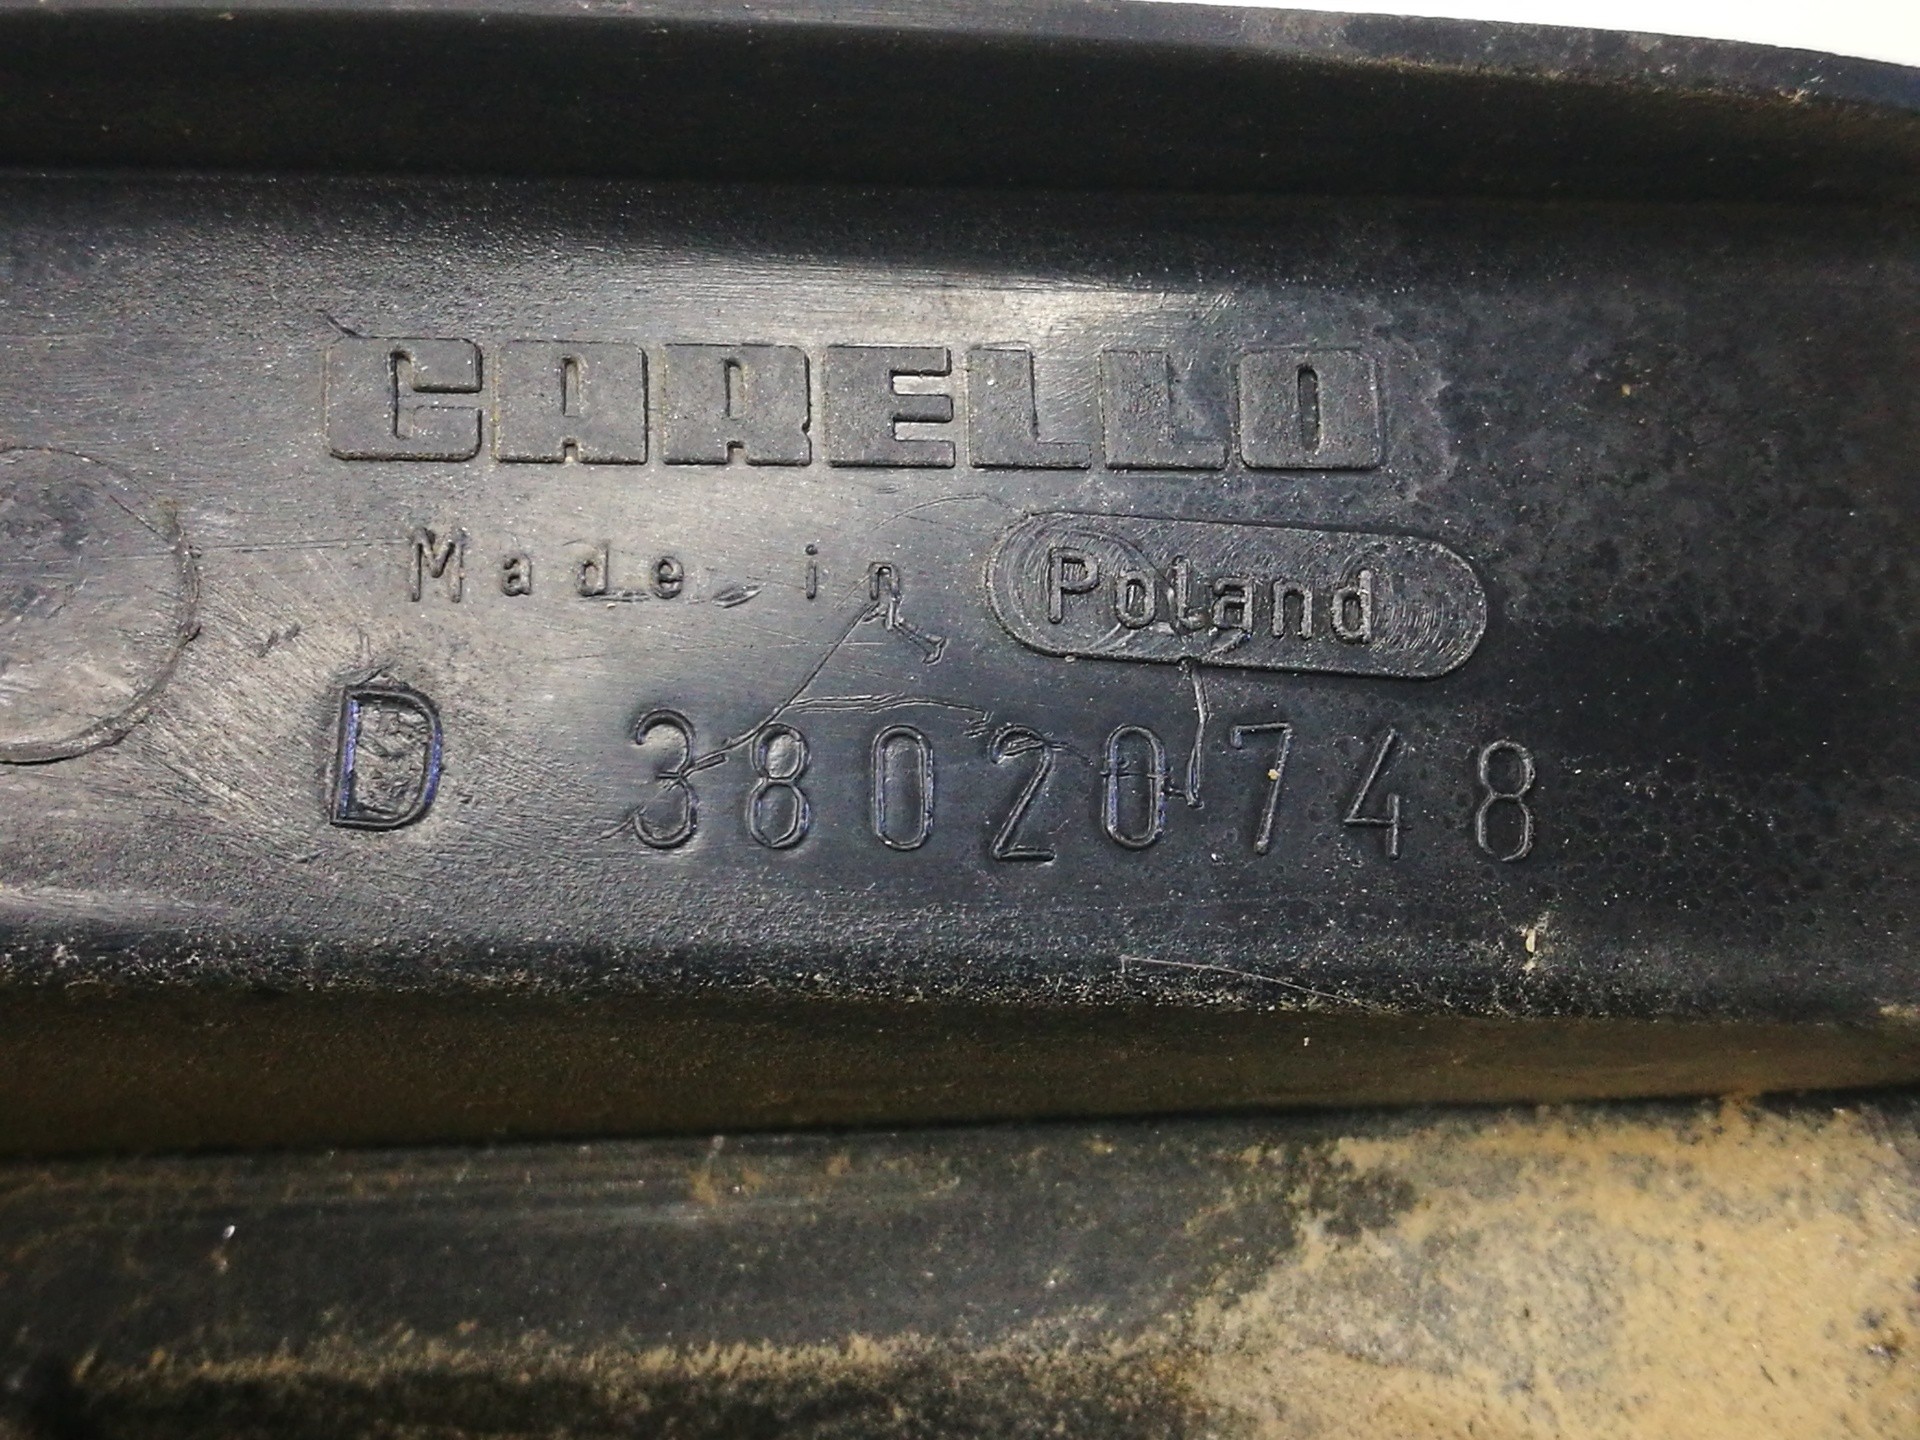 CARELLO
Made in Poland
D 38020748